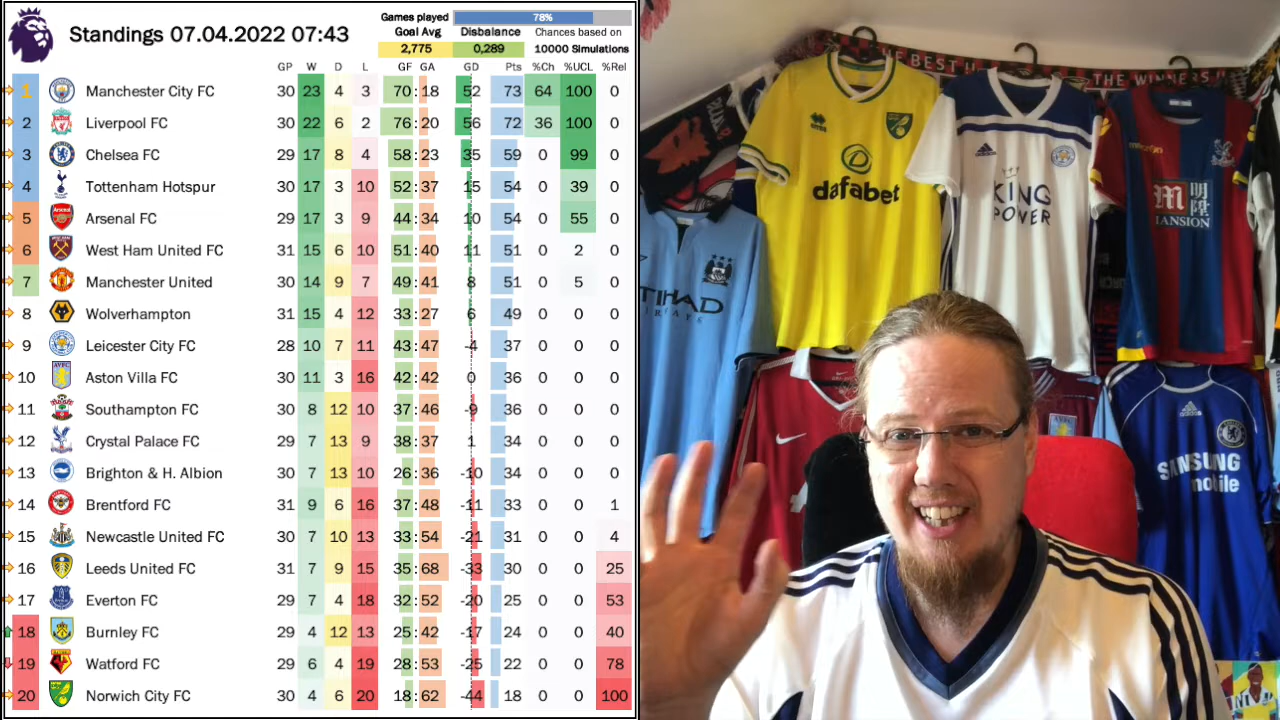 Standings 07.04.2022 07:43
Games played 78%
Goal Avg Disbalance Chances based on
2,775 0,289 10000 Simulations
GP W D L GF GA GD Pts %Ch %UCL %Rel
1 Manchester City FC 30 23 4 3 70:18 52 73 64 100 0
2 Liverpool FC 30 22 6 2 76:20 56 72 36 100 0
3 Chelsea FC 29 17 8 4 58:23 35 59 0 99 0
4 Tottenham Hotspur 30 17 3 10 52:37 15 54 0 39 0
5 Arsenal FC 29 17 3 9 44:34 10 54 0 55 0
6 West Ham United FC 31 15 6 10 51:40 11 51 0 2 0
7 Manchester United 30 14 9 7 49:41 8 51 0 5 0
8 Wolverhampton 31 15 4 12 33:27 6 49 0 0 0
9 Leicester City FC 28 10 7 11 43:47 -4 37 0 0 0
10 Aston Villa FC 30 11 3 16 42:42 0 36 0 0 0
11 Southampton FC 30 8 12 10 37:46 -9 36 0 0 0
12 Crystal Palace FC 29 7 13 9 38:37 1 34 0 0 0
13 Brighton & H. Albion 30 7 13 10 26:36 -10 34 0 0 0
14 Brentford FC 31 9 6 16 37:48 -11 33 0 0 1
15 Newcastle United FC 30 7 10 13 33:54 -21 31 0 0 4
16 Leeds United FC 31 7 9 15 35:68 -33 30 0 0 25
17 Everton FC 29 7 4 18 32:52 -20 25 0 0 53
18 Burnley FC 29 4 12 13 25:42 -17 24 0 0 40
19 Watford FC 29 6 4 19 28:53 -25 22 0 0 78
20 Norwich City FC 30 4 6 20 18:62 -44 18 0 0 100
THE BEST
THE WINNERS
dafabet
KING
POWER
明
陞
MANSION
TIHAD
AIRWAYS
SAMSUNG
mobile